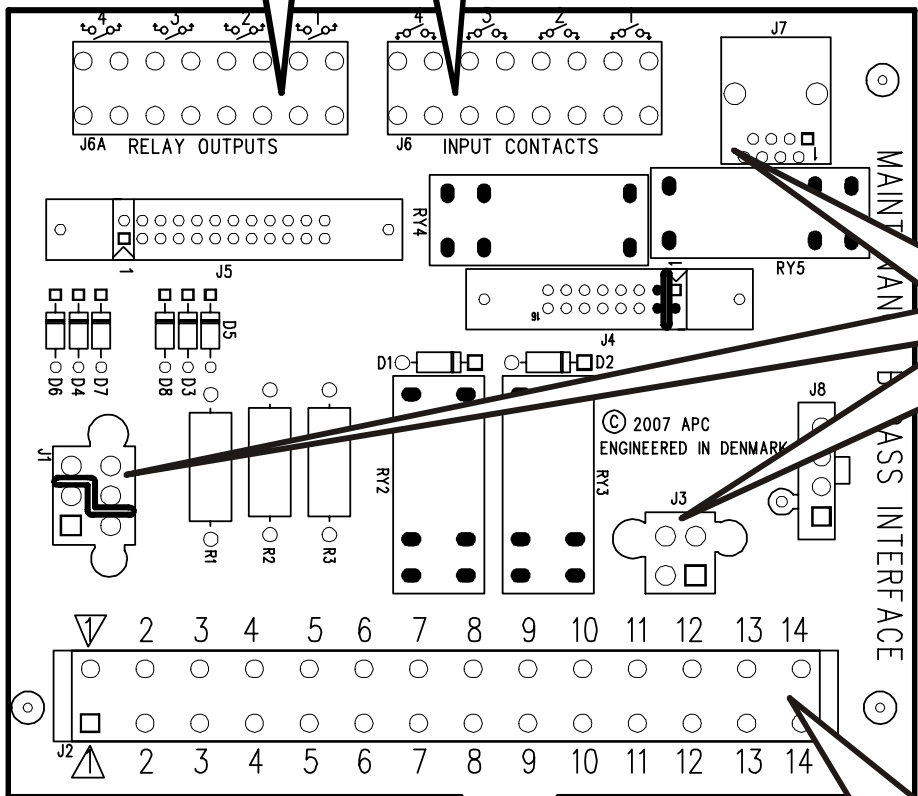 4 3 2 1
4 3 2 1
J7
J6A RELAY OUTPUTS
J6 INPUT CONTACTS
1
J5
RY4
RY5
1
16
J4
D5
D6 D4 D7 D8 D3
D1 D2
J1
R1 R2 R3
RY2
RY3
© 2007 APC
ENGINEERED IN DENMARK
J8
J3
1 2 3 4 5 6 7 8 9 10 11 12 13 14
J2
1 2 3 4 5 6 7 8 9 10 11 12 13 14
INTERFACE